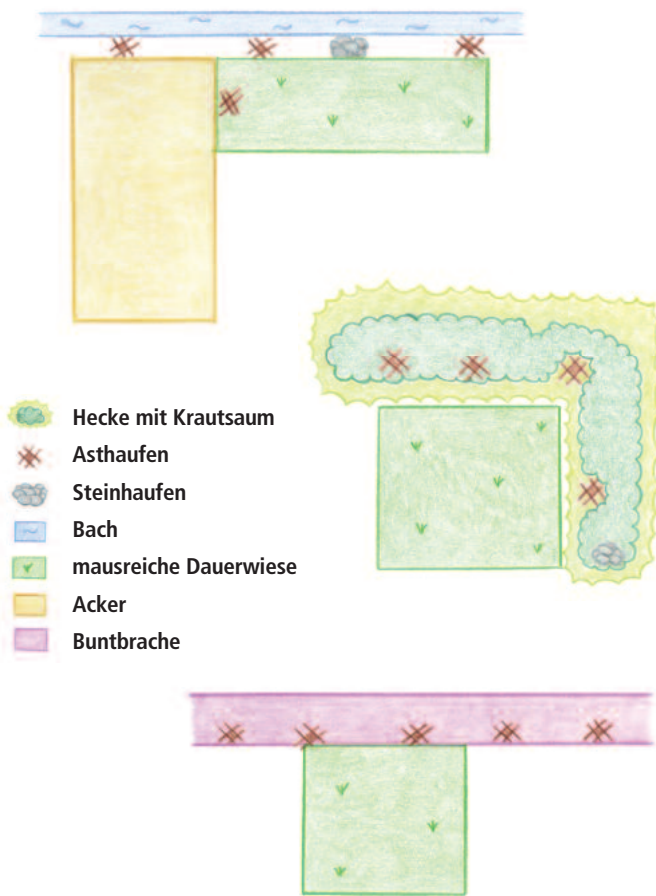 Hecke mit Krautsaum
Asthaufen
Steinhaufen
Bach
mausreiche Dauerwiese
Acker
Buntbrache